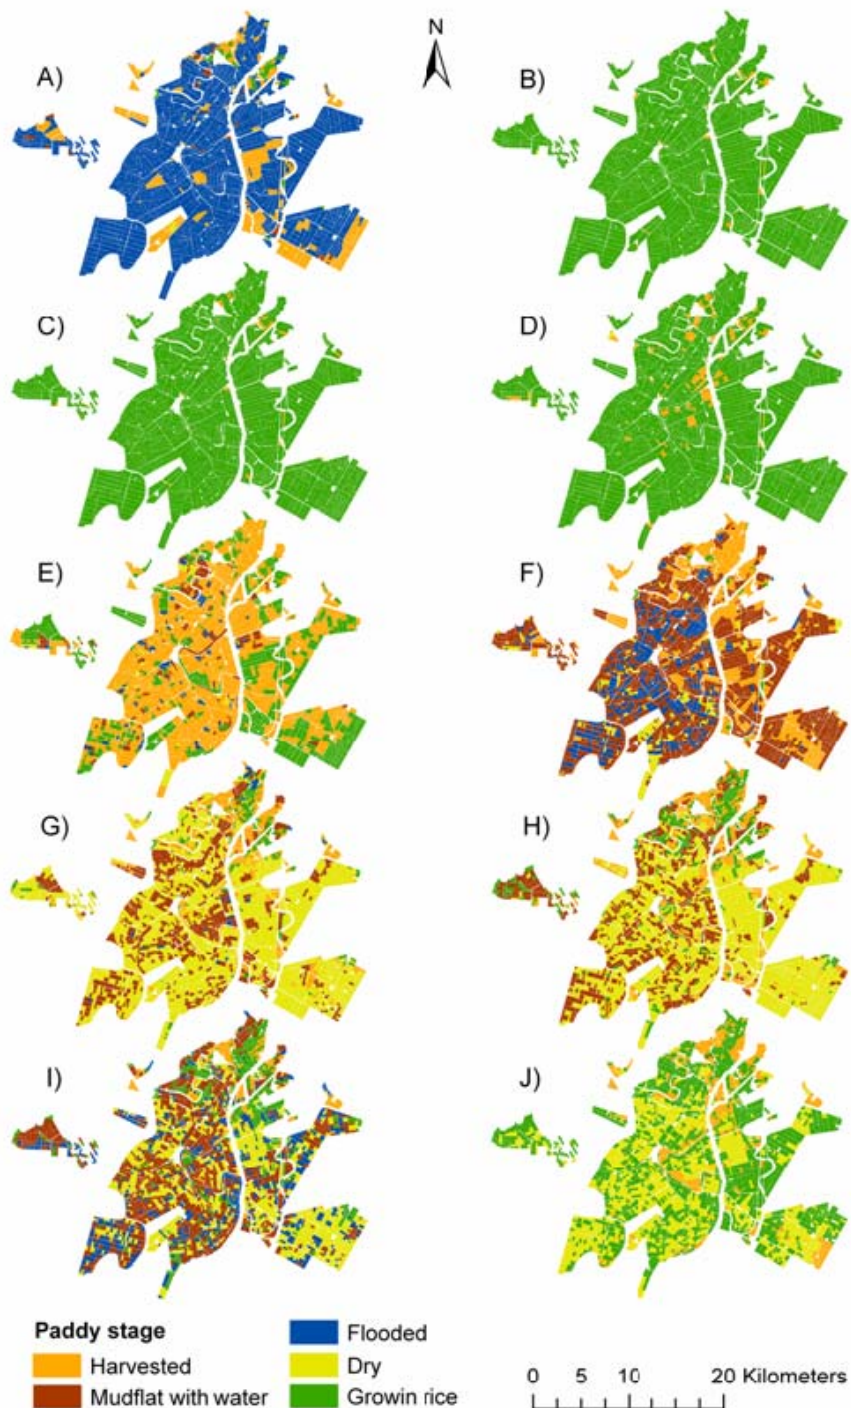 N
A)
B)
C)
D)
E)
F)
G)
H)
I)
J)
Paddy stage
Harvested
Mudflat with water
Flooded
Dry
Growin rice
0 5 10 20 Kilometers